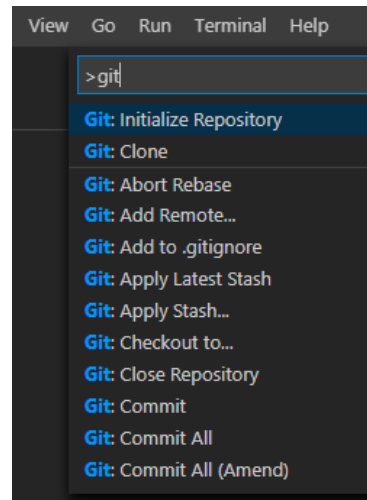 View Go Run Terminal Help
>git
Git: Initialize Repository
Git: Clone
Git: Abort Rebase
Git: Add Remote...
Git: Add to .gitignore
Git: Apply Latest Stash
Git: Apply Stash...
Git: Checkout to...
Git: Close Repository
Git: Commit
Git: Commit All
Git: Commit All (Amend)